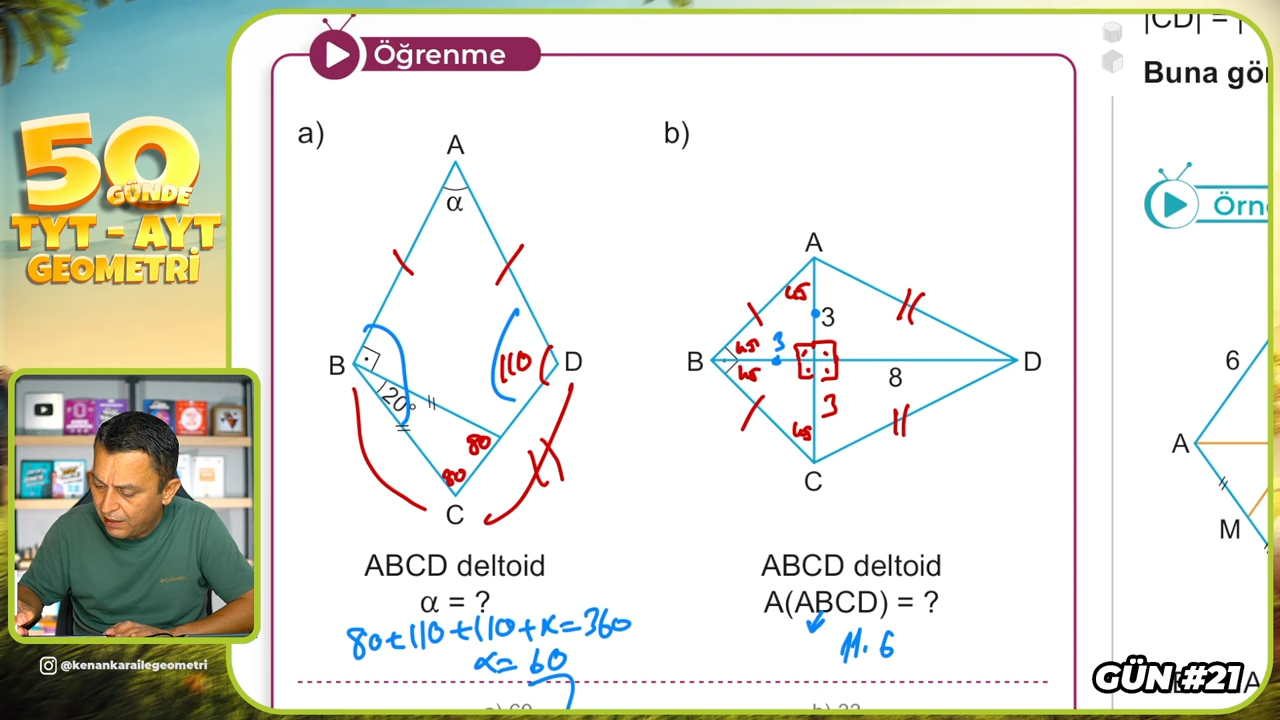 50
GÜNDE
TYT - AYT
GEOMETRİ
Öğrenme
a)
A
α
B
D
110
20°
80
80
C
ABCD deltoid
α = ?
80+110+110+α=360
α= 60
b)
A
45
3
B
45
3
45
D
8
3
45
C
ABCD deltoid
A(ABCD) = ?
11. 6
|CD| =
Buna gö
Örn
6
A
M
@kenankarailegeometri
GÜN #21